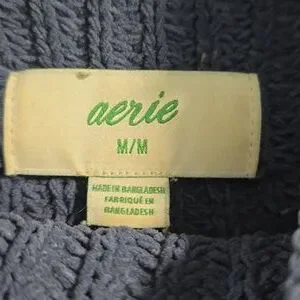 aerie
M/M
MADE IN BANGLADESH
FABRIQUÉ EN
BANGLADESH